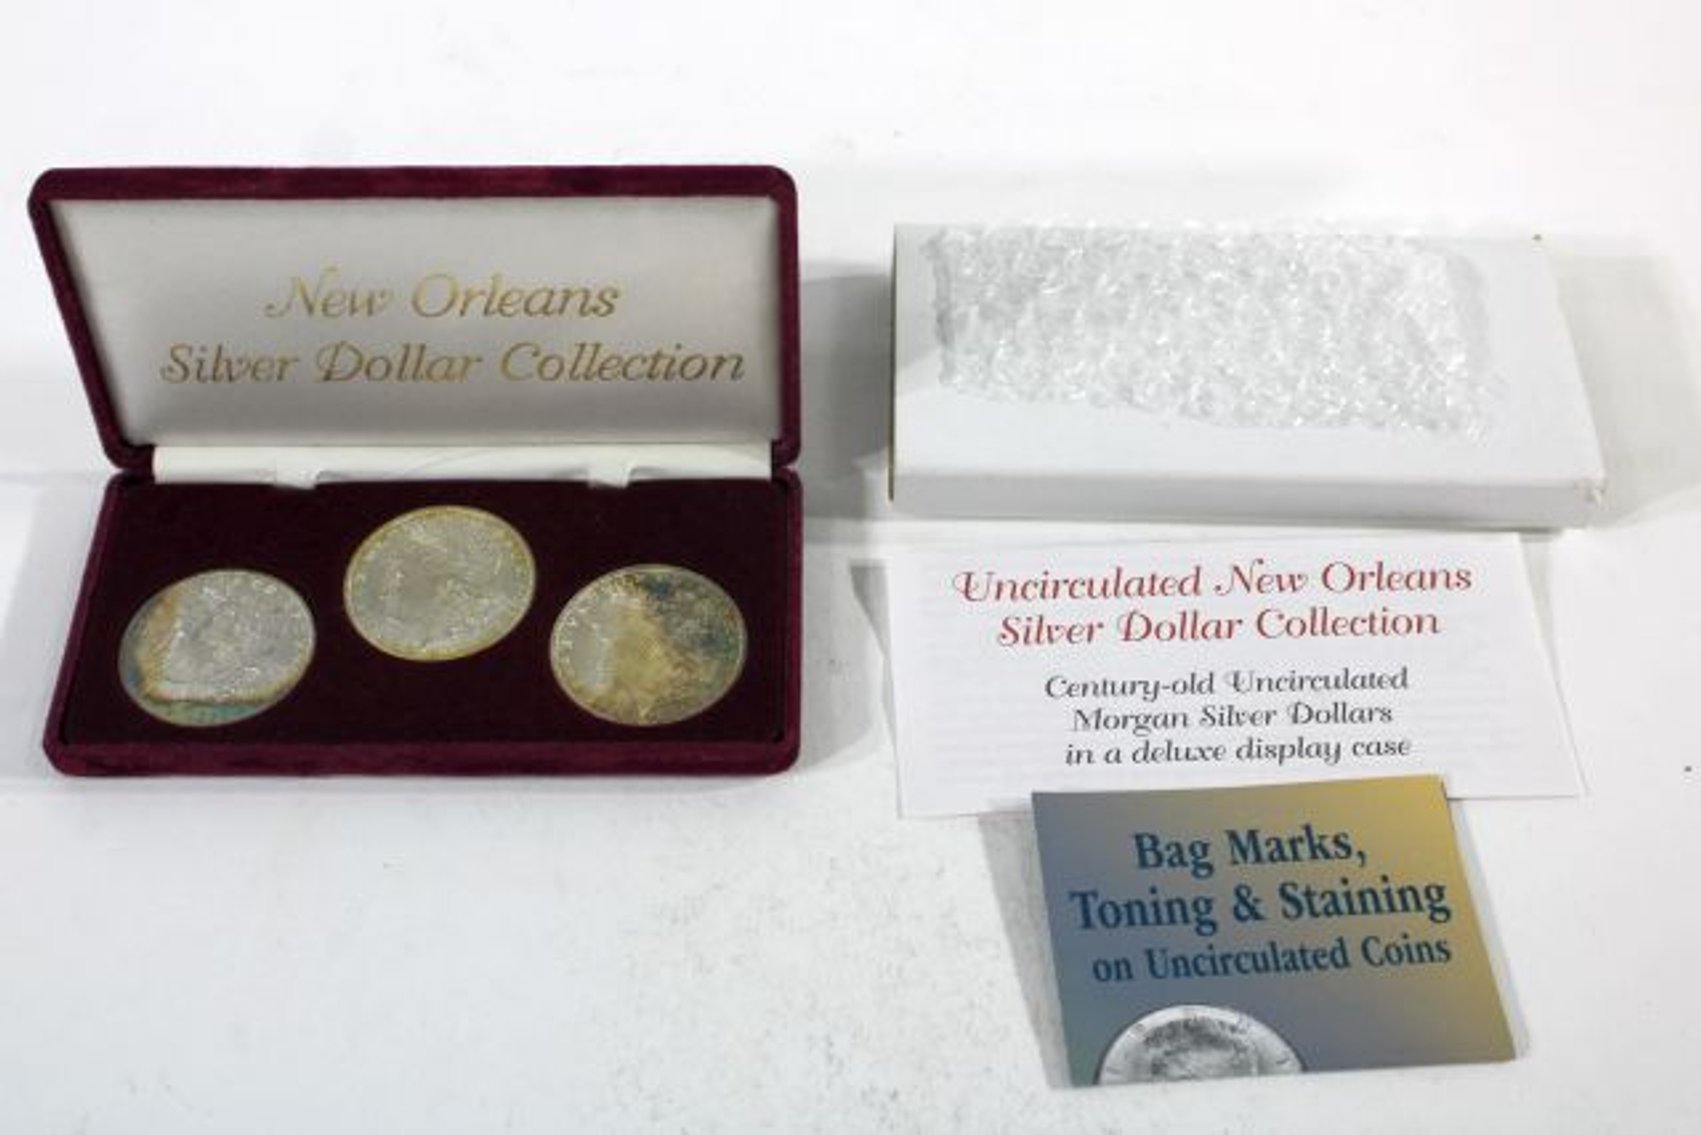 New Orleans
Silver Dollar Collection
Uncirculated New Orleans
Silver Dollar Collection
Century-old Uncirculated
Morgan Silver Dollars
in a deluxe display case
Bag Marks,
Toning & Staining
on Uncirculated Coins